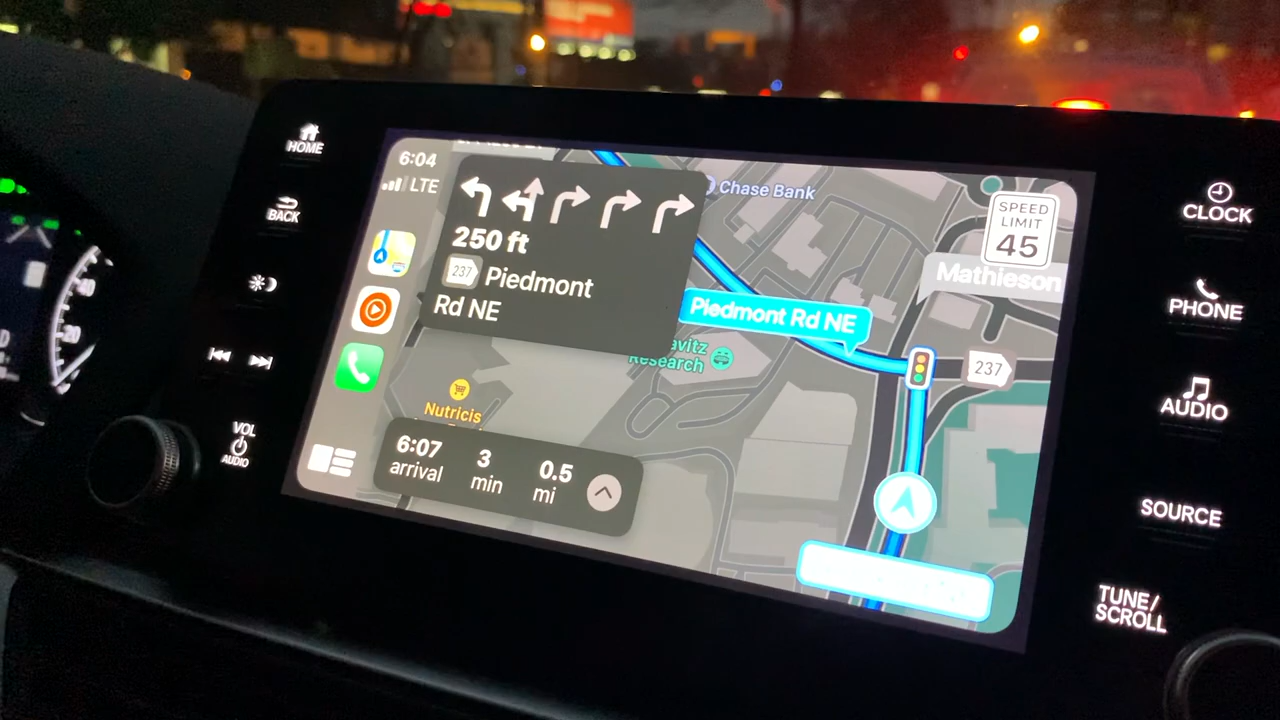 HOME
BACK
VOL
AUDIO
6:04
LTE
250 ft
237 Piedmont
Rd NE
Chase Bank
SPEED
LIMIT
45
Mathieson
Piedmont Rd NE
237
Research
Nutricis
6:07
arrival
3
min
0.5
mi
CLOCK
PHONE
AUDIO
SOURCE
TUNE/
SCROLL
20